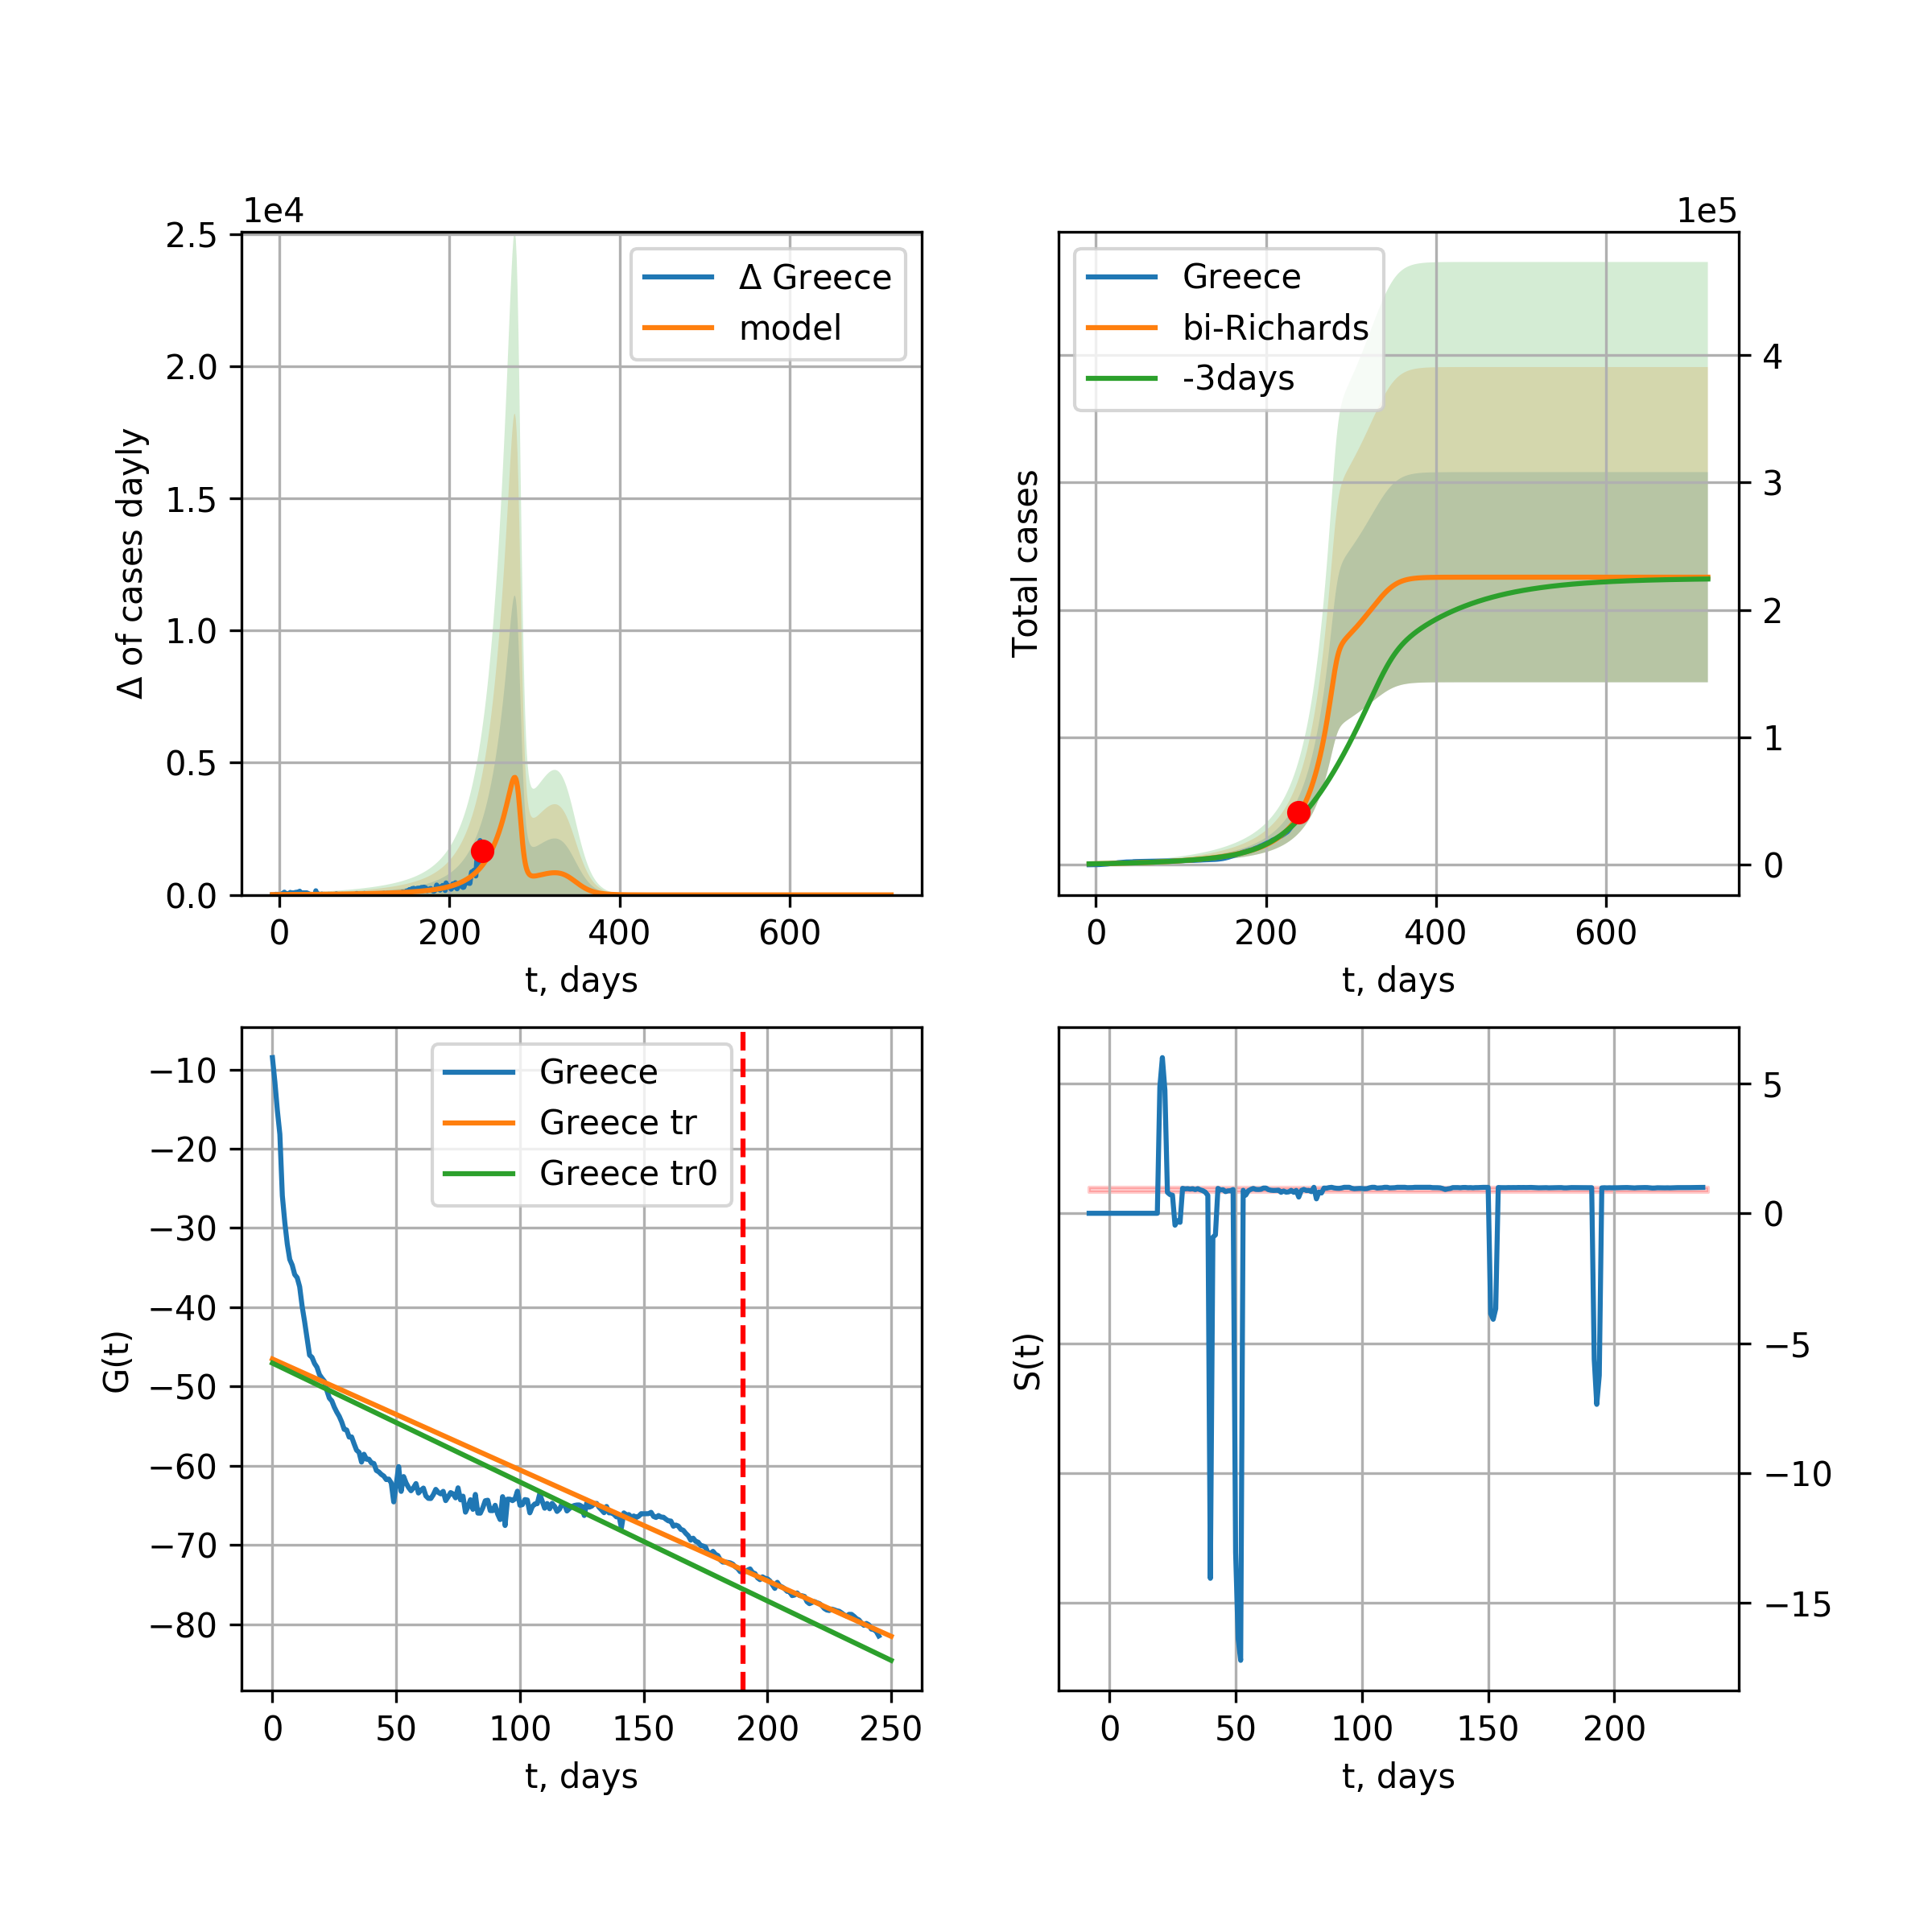 1e4
2.5
2.0
1.5
1.0
0.5
0.0
Δ of cases dayly
Δ Greece
model
0 200 400 600
t, days
1e5
Greece
bi-Richards
-3days
Total cases
4
3
2
1
0
0 200 400 600
t, days
−10
−20
−30
−40
−50
−60
−70
−80
G(t)
Greece
Greece tr
Greece tr0
0 50 100 150 200 250
t, days
S(t)
5
0
−5
−10
−15
0 50 100 150 200
t, days